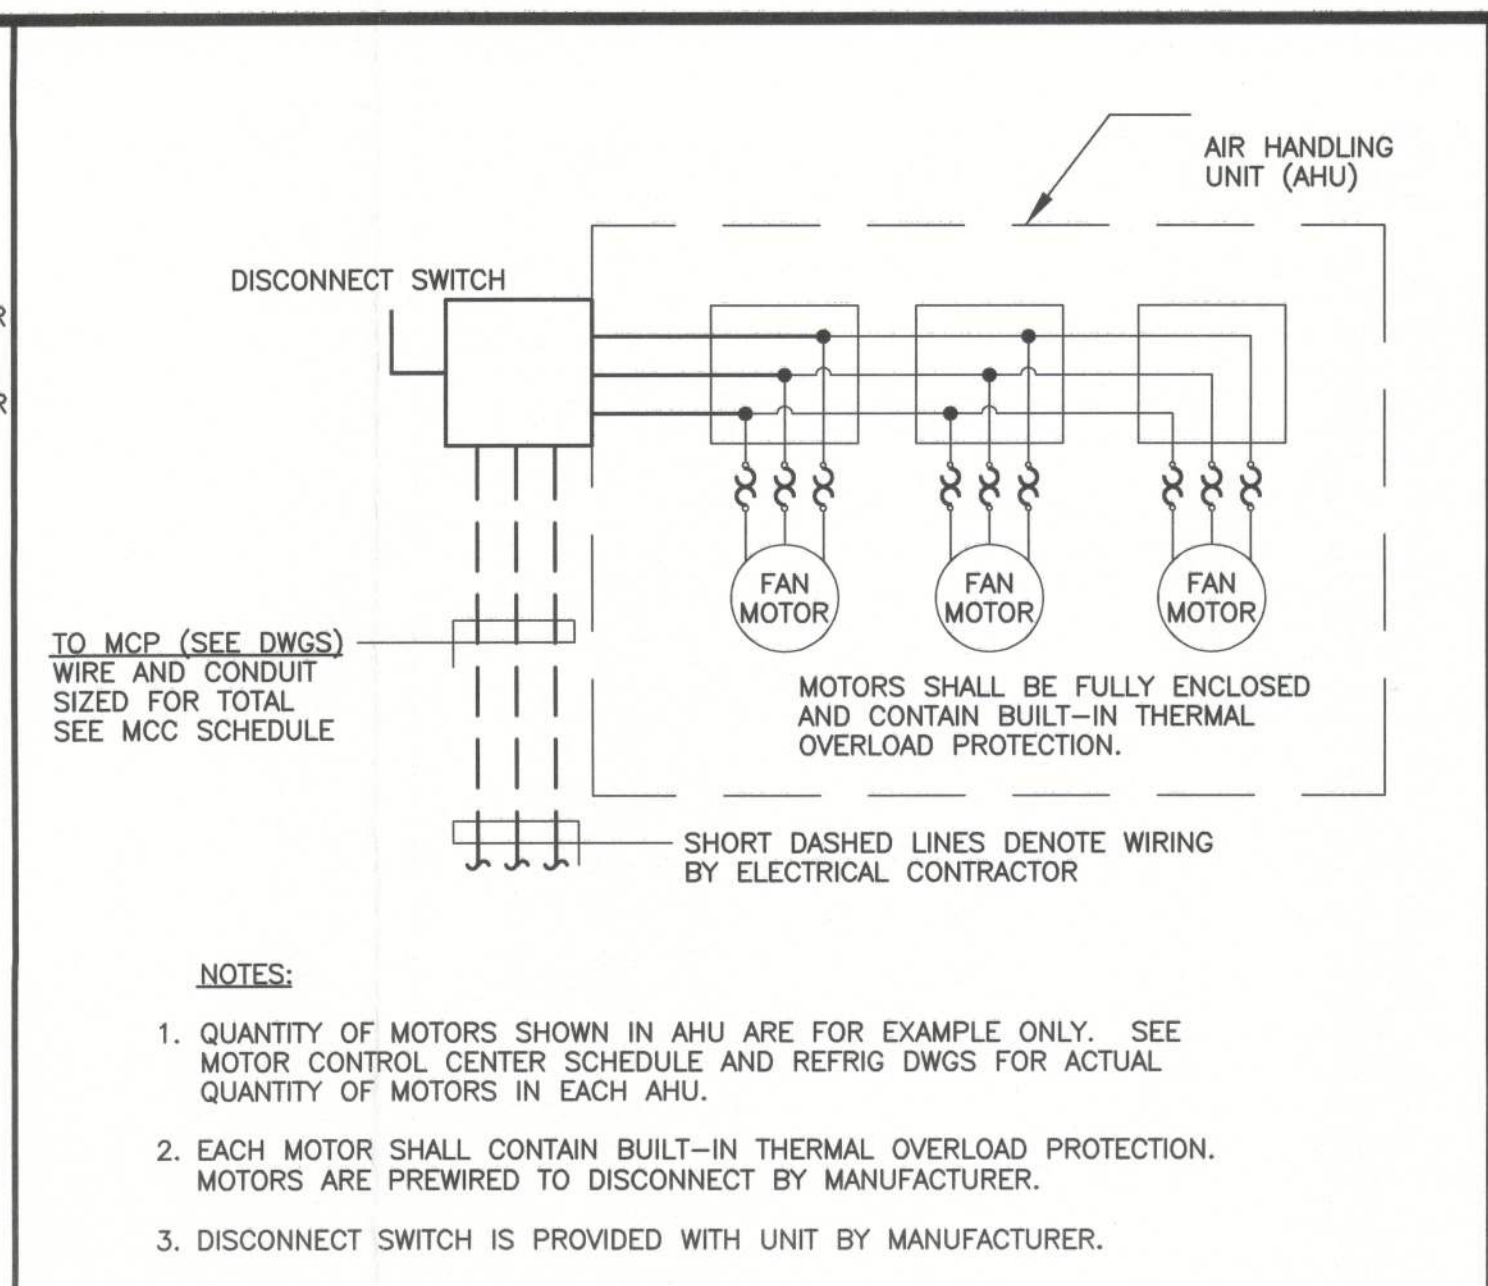 AIR HANDLING
UNIT (AHU)
DISCONNECT SWITCH
R
R
FAN
MOTOR
FAN
MOTOR
FAN
MOTOR
TO MCP (SEE DWGS)
WIRE AND CONDUIT
SIZED FOR TOTAL
SEE MCC SCHEDULE
MOTORS SHALL BE FULLY ENCLOSED
AND CONTAIN BUILT-IN THERMAL
OVERLOAD PROTECTION.
SHORT DASHED LINES DENOTE WIRING
BY ELECTRICAL CONTRACTOR
NOTES:
1. QUANTITY OF MOTORS SHOWN IN AHU ARE FOR EXAMPLE ONLY. SEE
MOTOR CONTROL CENTER SCHEDULE AND REFRIG DWGS FOR ACTUAL
QUANTITY OF MOTORS IN EACH AHU.
2. EACH MOTOR SHALL CONTAIN BUILT-IN THERMAL OVERLOAD PROTECTION.
MOTORS ARE PREWIRED TO DISCONNECT BY MANUFACTURER.
3. DISCONNECT SWITCH IS PROVIDED WITH UNIT BY MANUFACTURER.